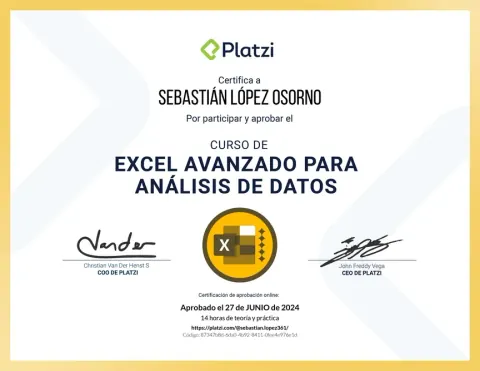 Platzi
Certifica a
SEBASTIÁN LÓPEZ OSORNO
Por participar y aprobar el
CURSO DE
EXCEL AVANZADO PARA
ANÁLISIS DE DATOS
Vander
X
Christian Van Der Henst S
COO DE PLATZI
John Freddy Vega
CEO DE PLATZI
Certificación de aprobación online:
Aprobado el 27 de JUNIO de 2024
14 horas de teoría y práctica
https://platzi.com/@sebastian.lopez361/
Código: